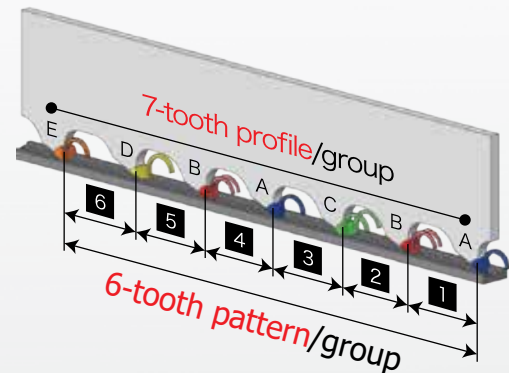 7-tooth profile/group
E
D
B
A
C
B
A
6
5
4
3
2
1
6-tooth pattern/group